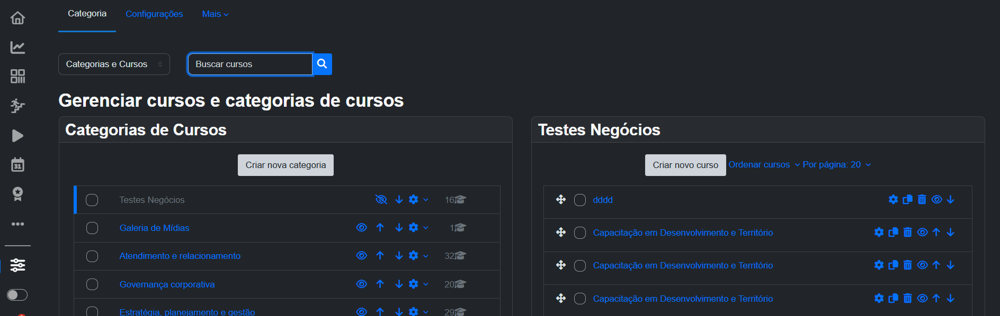 Categoria
Configurações
Mais
Categorias e Cursos
Buscar cursos
Gerenciar cursos e categorias de cursos
Categorias de Cursos
Criar nova categoria
Testes Negócios 16
Galeria de Mídias 1
Atendimento e relacionamento 32
Governança corporativa 20
Estratégia, planejamento e gestão 29
Testes Negócios
Criar novo curso Ordenar cursos Por página: 20
dddd
Capacitação em Desenvolvimento e Território
Capacitação em Desenvolvimento e Território
Capacitação em Desenvolvimento e Território
31